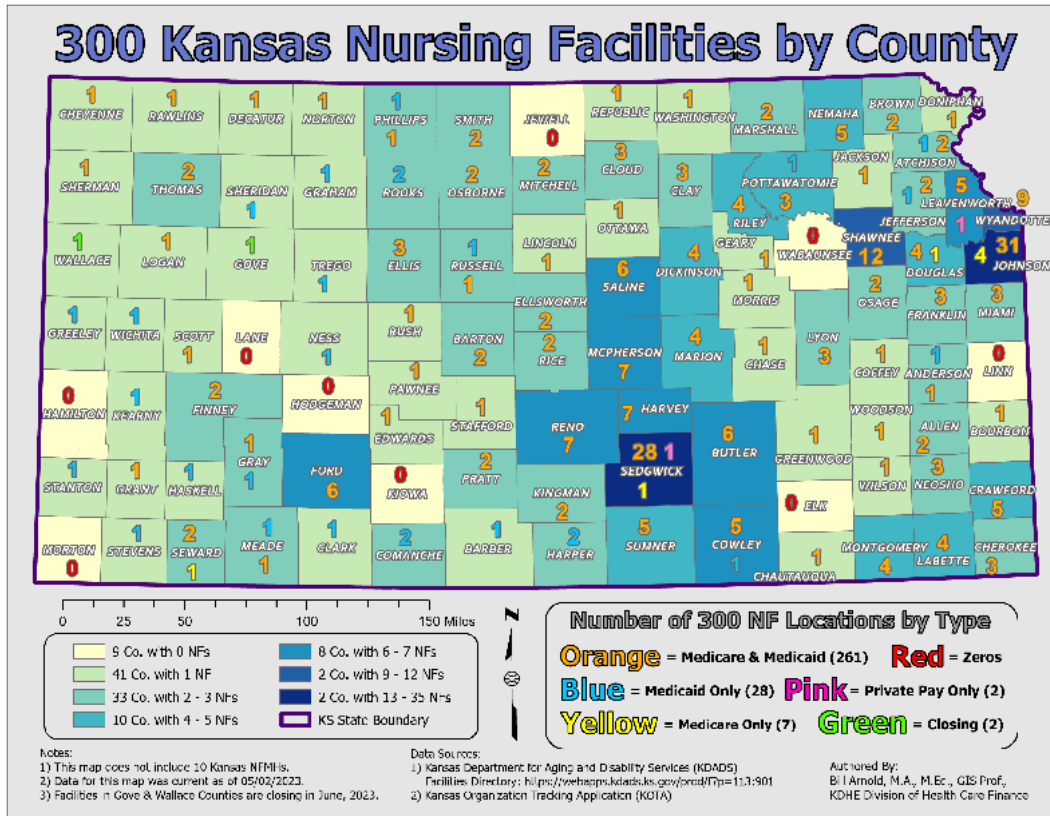 300 Kansas Nursing Facilities by County
1 1 1 1 1 1 1 2
CHEYENNE RAWLINS DECATUR NORTON PHILLIPS SMITH JEWELL REPUBLIC WASHINGTON MARSHALL NEMAHA BROWN DONIPHAN
1 2 0 5 2 1
1 2 1 2 2 2 3 3 1 1 1 2
SHERMAN THOMAS SHERIDAN GRAHAM ROOKS OSBORNE MITCHELL CLOUD CLAY RILEY POTTAWATOMIE JACKSON ATCHISON
1 4 3 1 2 5 9
JEFFERSON LEAVENWORTH WYANDOTTE
1 1 1 3 1 1 0 1
WALLACE LOGAN GOVE TREGO ELLIS RUSSELL LINCOLN OTTAWA DICKINSON GEARY WABAUNSEE SHAWNEE DOUGLAS JOHNSON
1 1 1 4 1 12 4 1 4 31
1 1 1 2 6 1 2 3 3
GREELEY WICHITA SCOTT LANE NESS RUSH BARTON ELLSWORTH RICE SALINE MCPHERSON MARION MORRIS CHASE LYON OSAGE FRANKLIN MIAMI
1 0 1 2 2 7 4 1 3
0 1 2 0 1 1 1 1 0
HAMILTON KEARNY FINNEY HODGEMAN PAWNEE STAFFORD EDWARDS COFFEY ANDERSON LINN
1 1 1 7 7 6 1 1 1 2 1
GRAY FORD RENO HARVEY BUTLER GREENWOOD WOODSON ALLEN BOURBON
1 6 28 1
SEDGWICK
1
1 1 1 0 2 2 0 1 3 5
STANTON GRANT HASKELL KIOWA PRATT KINGMAN ELK WILSON NEOSHO CRAWFORD
0 1 2 1 1 2 1 2 5 5 1 4 4 3
MORTON STEVENS SEWARD MEADE CLARK COMANCHE BARBER HARPER SUMNER COWLEY CHAUTAUQUA MONTGOMERY LABETTE CHEROKEE
1 1 1
0 25 50 100 150 Miles
N
9 Co. with 0 NFs
41 Co. with 1 NF
33 Co. with 2 - 3 NFs
10 Co. with 4 - 5 NFs
8 Co. with 6 - 7 NFs
2 Co. with 9 - 12 NFs
2 Co. with 13 - 35 NFs
KS State Boundary
Number of 300 NF Locations by Type
Orange = Medicare & Medicaid (261) Red = Zeros
Blue = Medicaid Only (28) Pink = Private Pay Only (2)
Yellow = Medicare Only (7) Green = Closing (2)
Notes:
1) This map does not include 10 Kansas NFMHs.
2) Data for this map was current as of 05/02/2023.
3) Facilities in Gove & Wallace Counties are closing in June, 2023.
Data Sources:
1) Kansas Department for Aging and Disability Services (KDADS)
Facilities Directory: https://webapps.kdads.ks.gov/prod/f?p=113:901
2) Kansas Organization Tracking Application (KOTA)
Authored By:
Bill Arnold, M.A., M.Ec., GIS Prof.,
KDHE Division of Health Care Finance